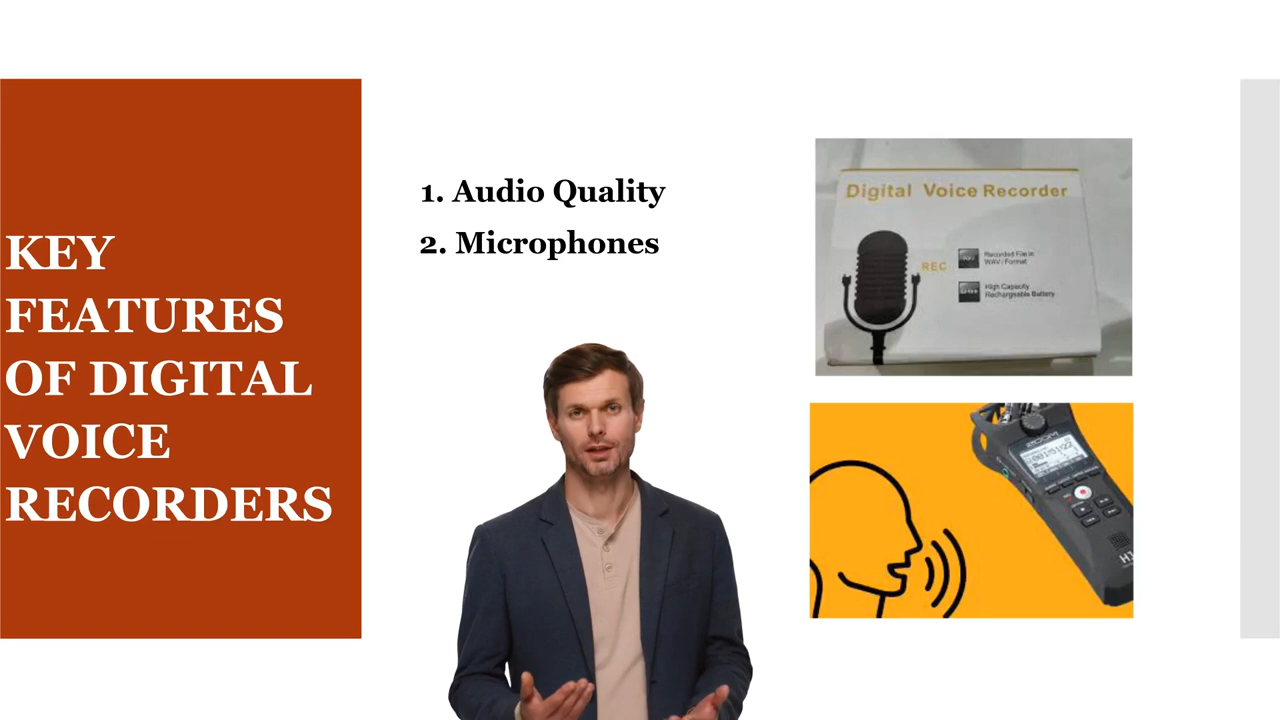 KEY
FEATURES
OF DIGITAL
VOICE
RECORDERS
1. Audio Quality
2. Microphones
Digital Voice Recorder
REC
Recorded File in
WAV Format
High Capacity
Rechargeable Battery
ZOOM
H1